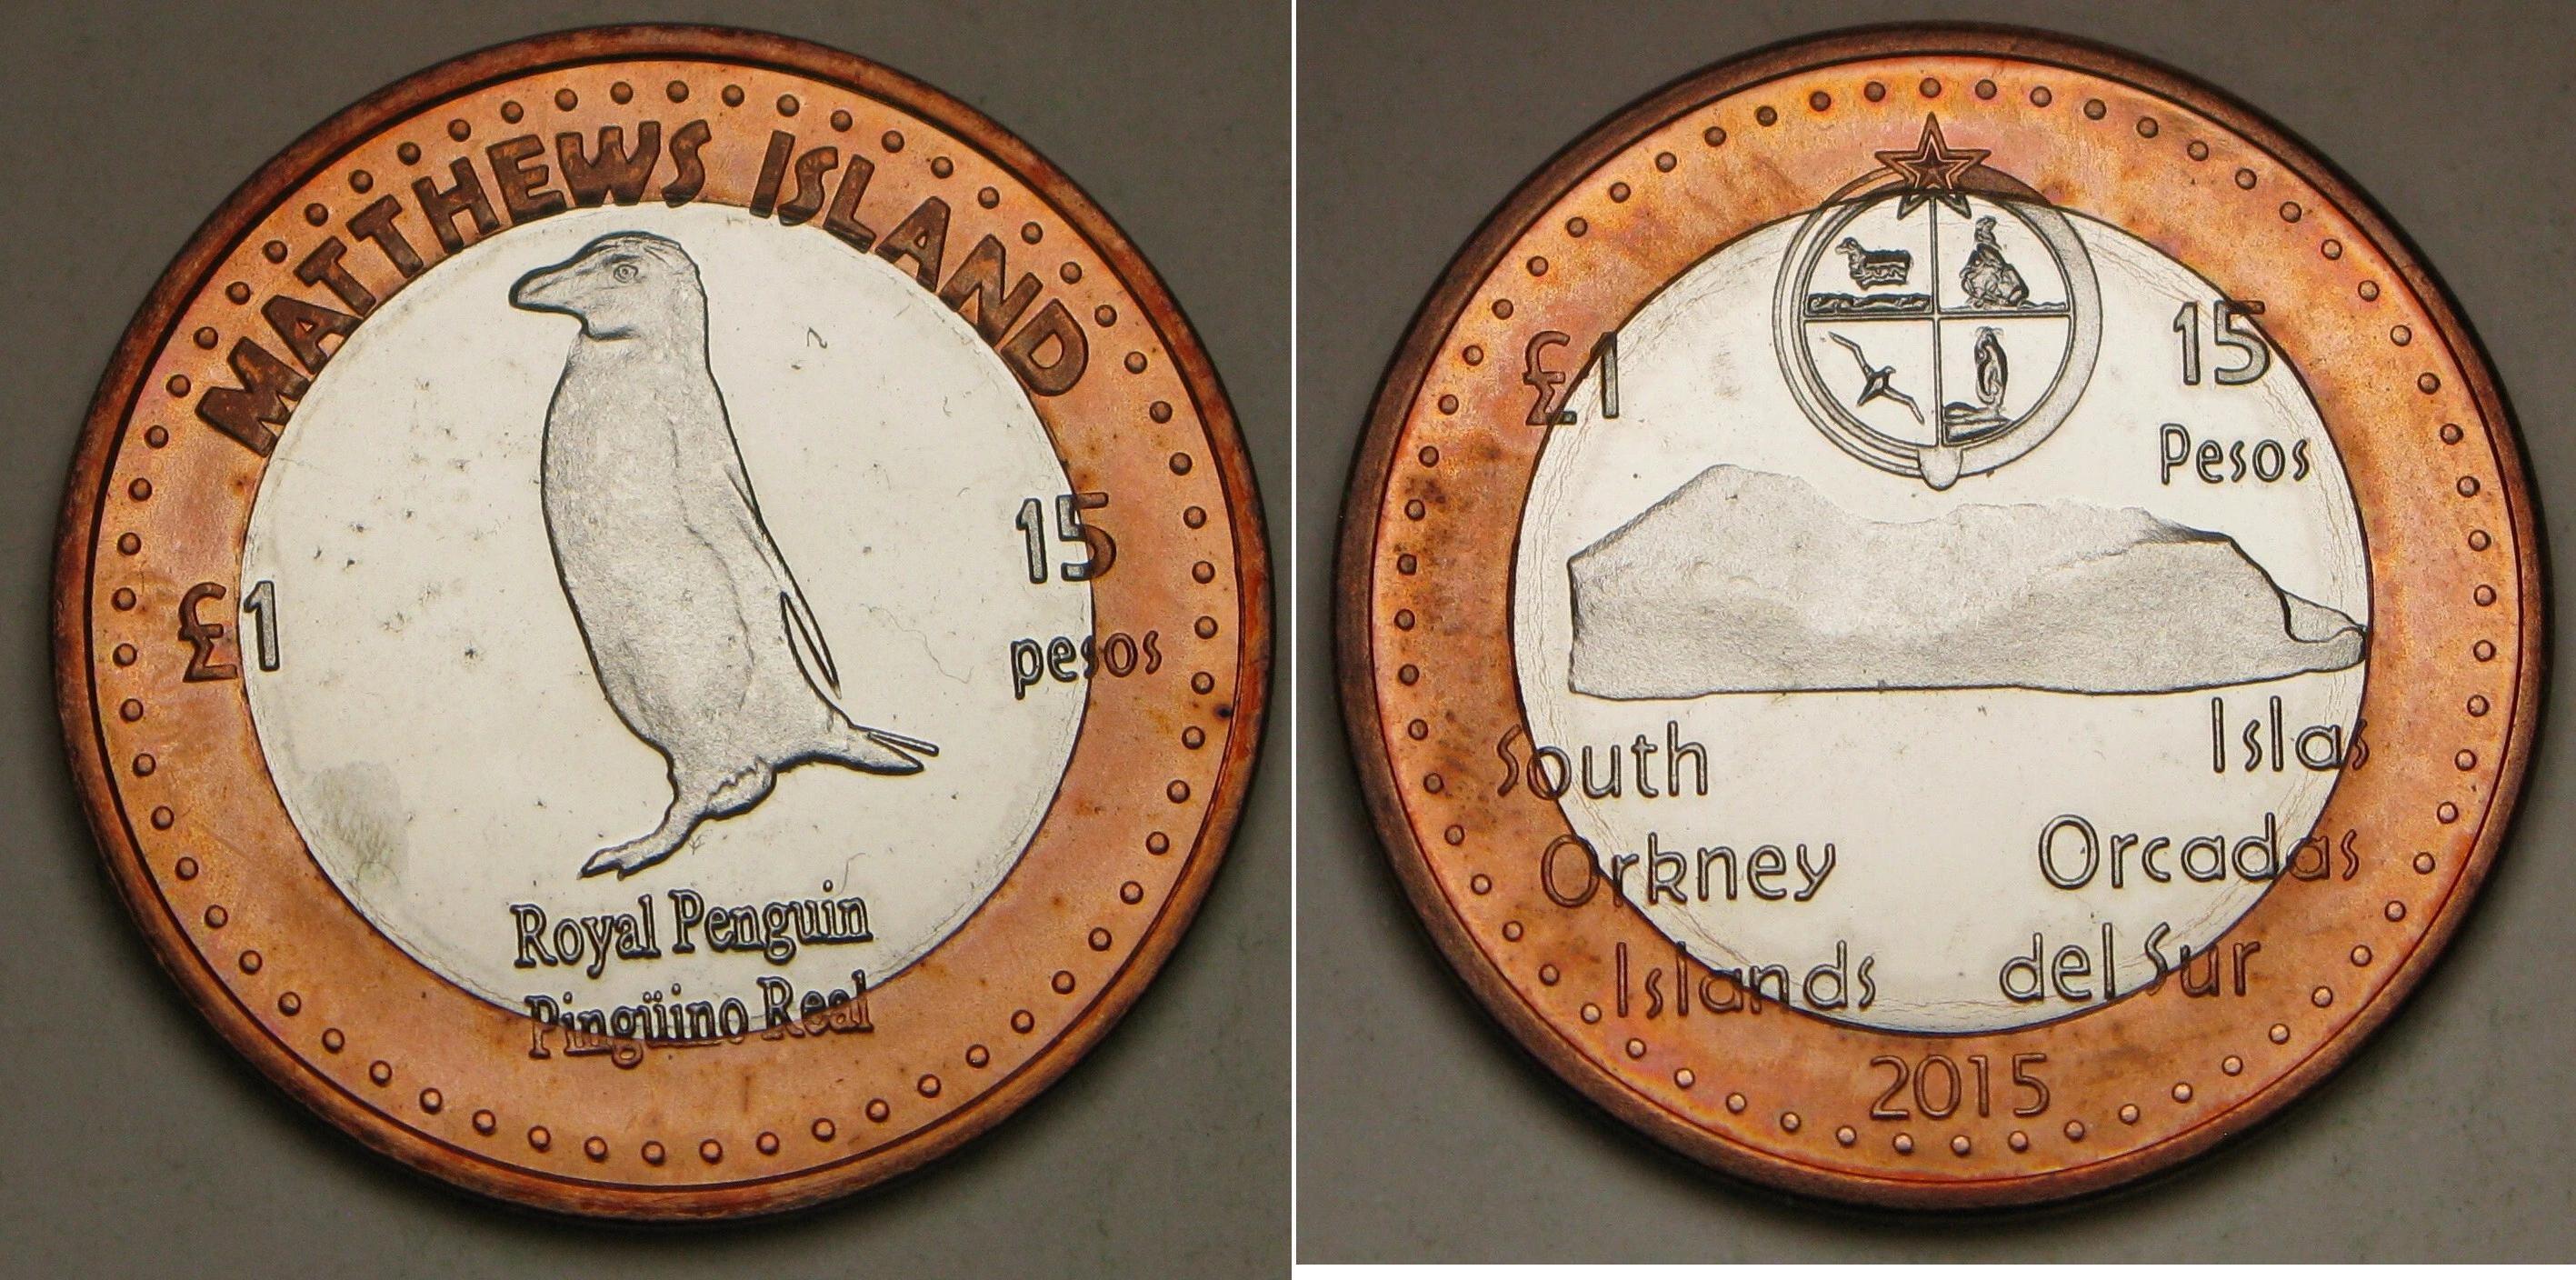 MATTHEWS ISLAND
£1
15
pesos
Royal Penguin
Pingüino Real
£1
15
Pesos
South
Orkney
Islands
Islas
Orcadas
del Sur
2015